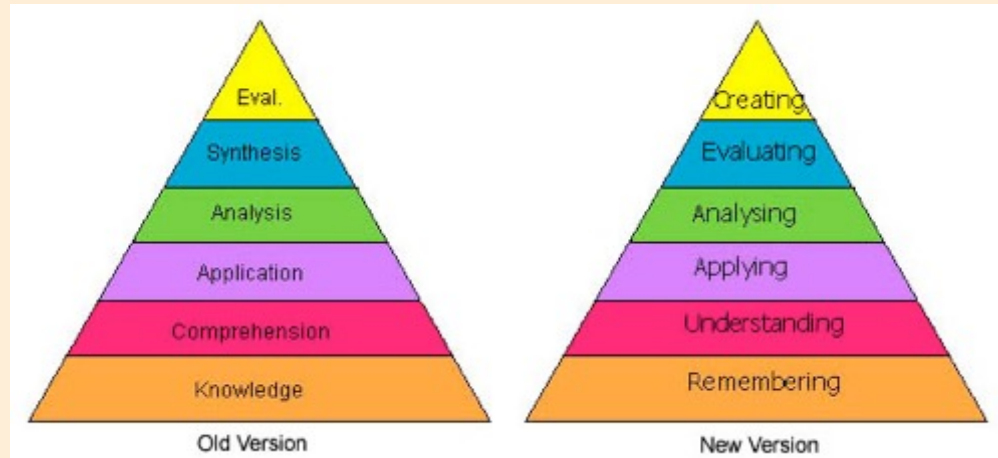 Eval.
Synthesis
Analysis
Application
Comprehension
Knowledge
Old Version
Creating
Evaluating
Analysing
Applying
Understanding
Remembering
New Version